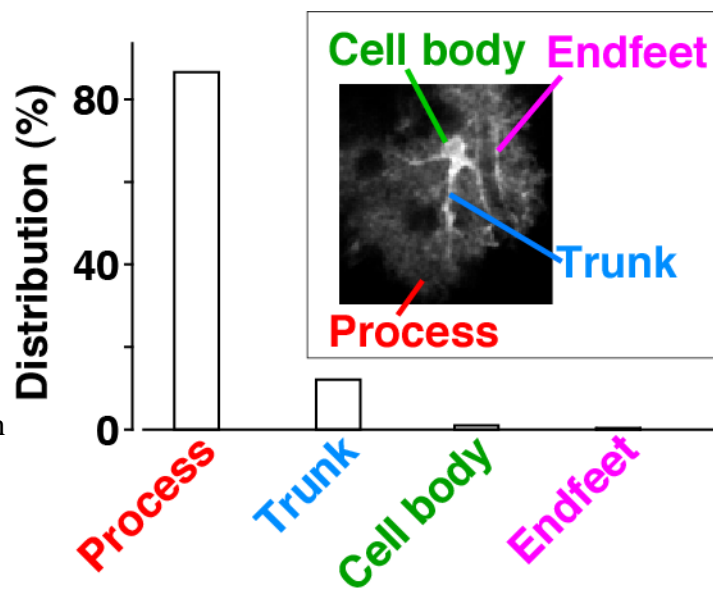 Distribution (%)
80
40
0
Cell body
Endfeet
Trunk
Process
n
Process
Trunk
Cell body
Endfeet